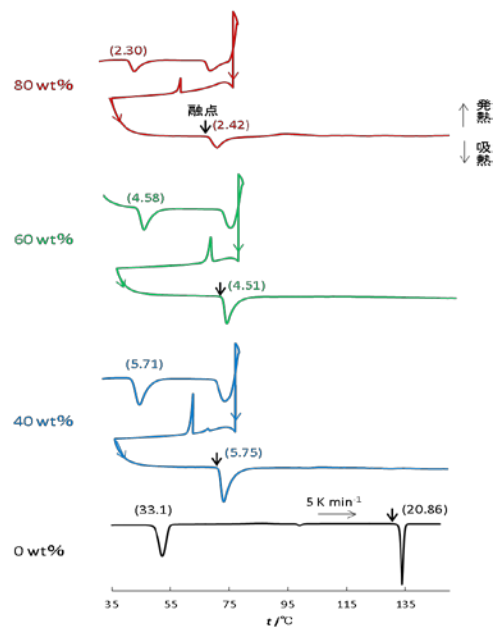 (2.30)
80 wt%
融点
(2.42)
発
熱
吸
熱
(4.58)
60 wt%
(4.51)
(5.71)
40 wt%
(5.75)
(33.1)
5 K min⁻¹
(20.86)
0 wt%
35 55 75 95 115 135
t /℃